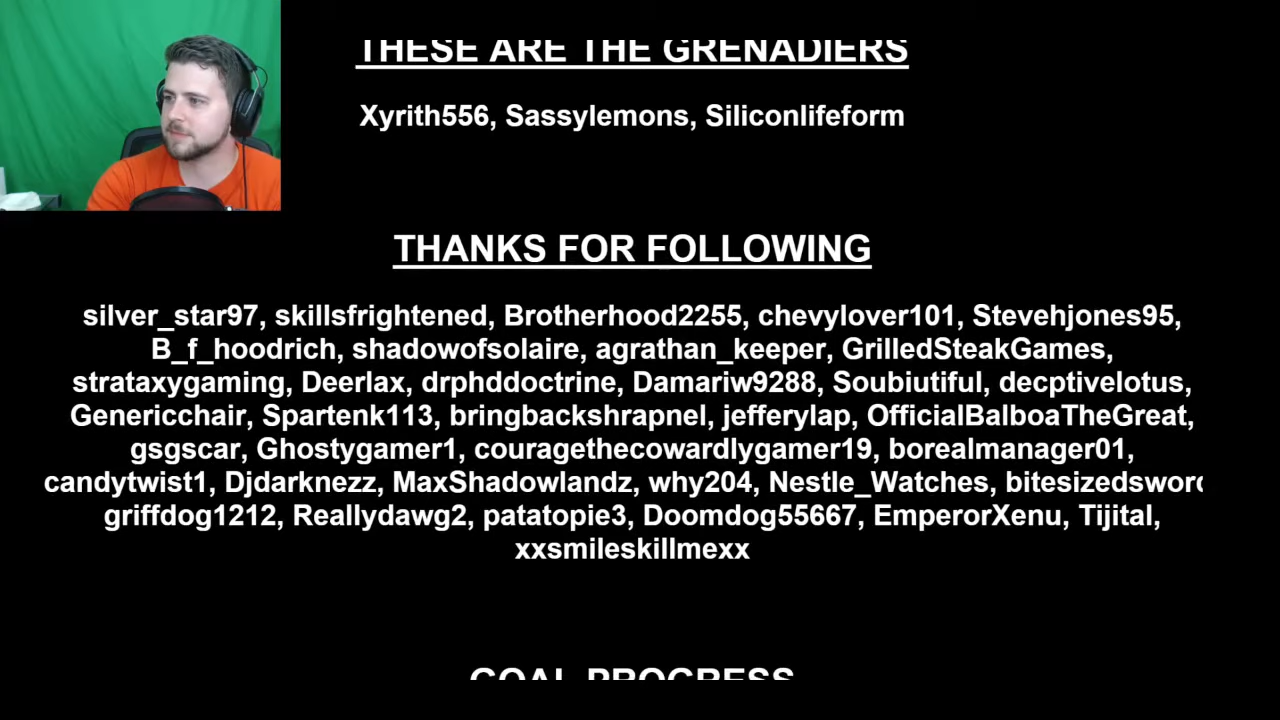 THESE ARE THE GRENADIERS
Xyrith556, Sassylemons, Siliconlifeform
THANKS FOR FOLLOWING
silver_star97, skillsfrightened, Brotherhood2255, chevylover101, Stevehjones95,
B_f_hoodrich, shadowofsolaire, agrathan_keeper, GrilledSteakGames,
strataxygaming, Deerlax, drphddoctrine, Damariw9288, Soubiutiful, decptivelotus,
Genericchair, Spartenk113, bringbackshrapnel, jefferylap, OfficialBalboaTheGreat,
gsgscar, Ghostygamer1, couragethecowardlygamer19, borealmanager01,
candytwist1, Djdarknezz, MaxShadowlandz, why204, Nestle_Watches, bitesizedsword
griffdog1212, Reallydawg2, patatopie3, Doomdog55667, EmperorXenu, Tijital,
xxsmileskillmexx
GOAL PROGRESS